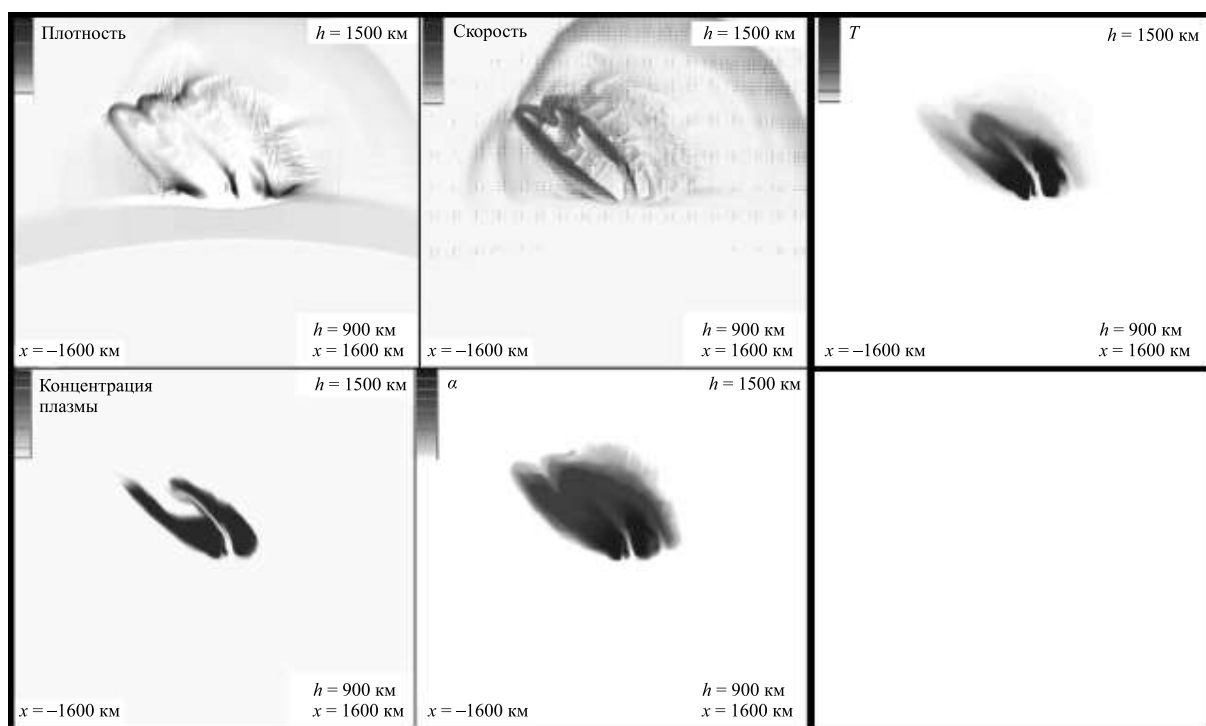 Плотность
h = 1500 км
x = –1600 км
h = 900 км
x = 1600 км
Скорость
h = 1500 км
x = –1600 км
h = 900 км
x = 1600 км
T
h = 1500 км
x = –1600 км
h = 900 км
x = 1600 км
Концентрация
плазмы
h = 1500 км
x = –1600 км
h = 900 км
x = 1600 км
α
h = 1500 км
x = –1600 км
h = 900 км
x = 1600 км